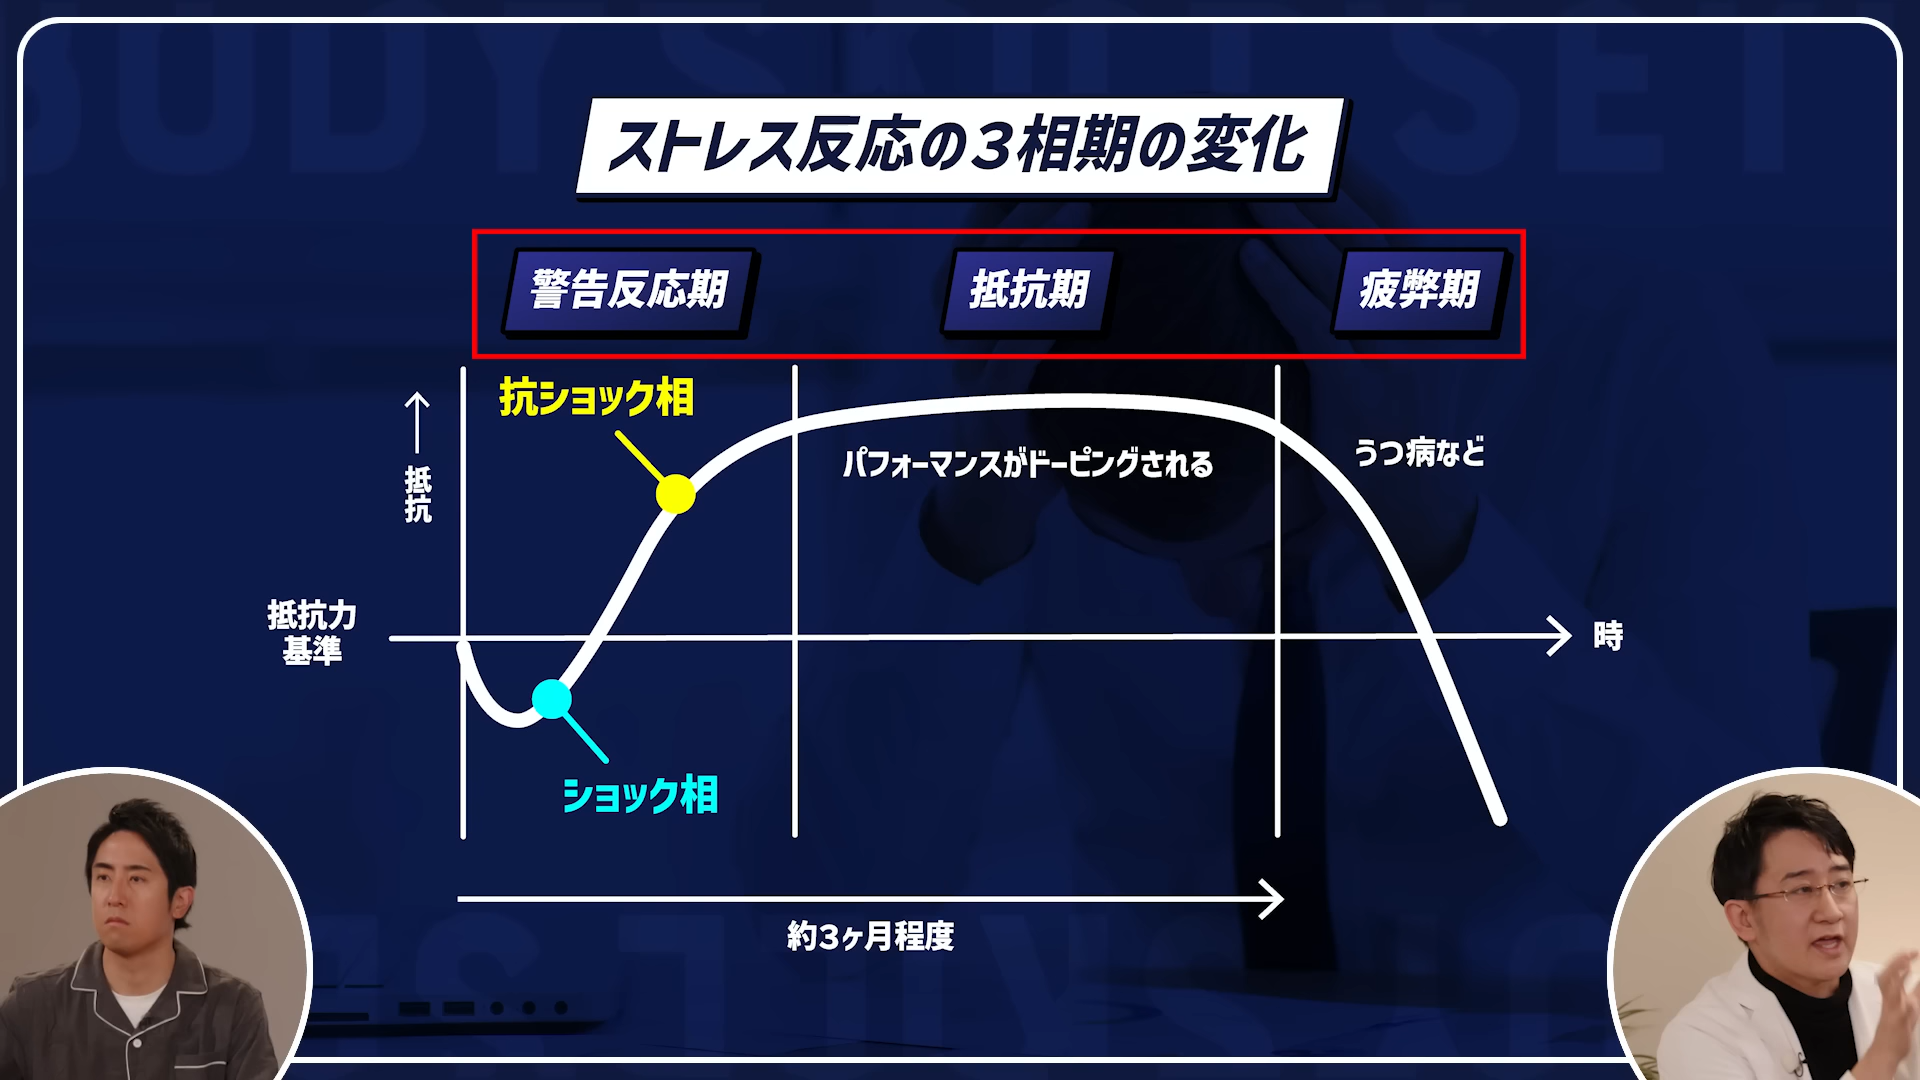 ストレス反応の3相期の変化
警告反応期
抵抗期
疲弊期
抗ショック相
抵抗
パフォーマンスがドーピングされる
うつ病など
抵抗力
基準
時
ショック相
約3ヶ月程度